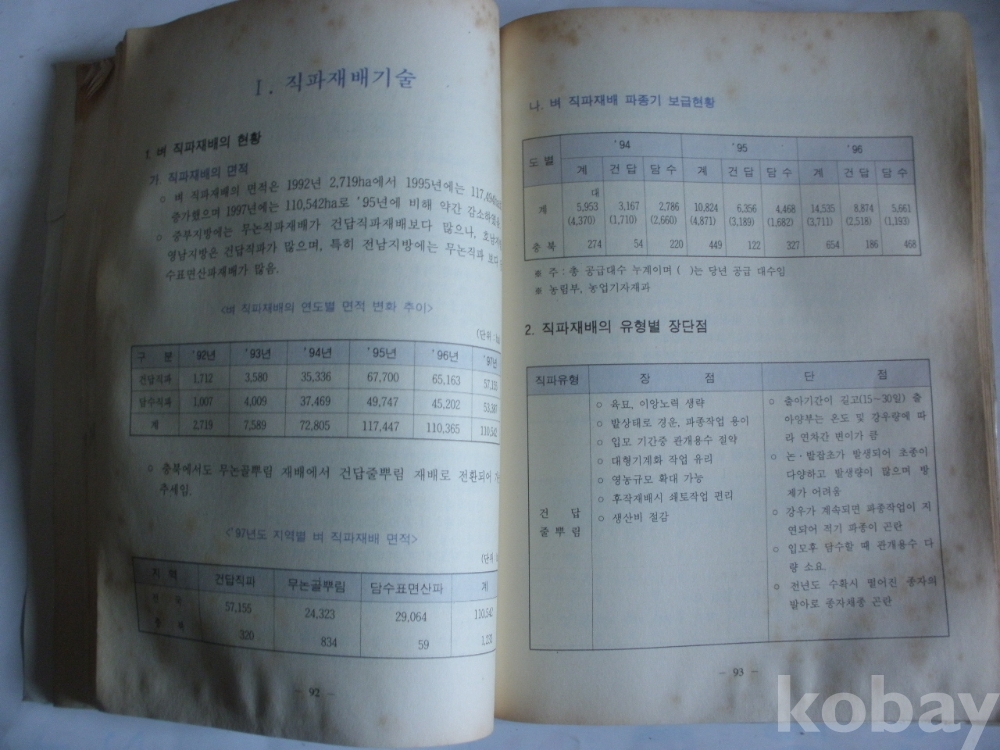 Ⅰ. 직파재배기술
1. 벼 직파재배의 현황
가. 직파재배의 면적
○ 벼 직파재배의 면적은 1992년 2,719ha에서 1995년에는
증가했으며 1997년에는 110,542ha로 '95년에 비해 약간
○ 중부지방에는 무논직파재배가 건답직파재배보다 많으나,
영남지방은 건답직파가 많으며, 특히 전남지방에는 무논직파
수표면산파재배가 많음.
<벼 직파재배의 연도별 면적 변화 추이>
(단위 :
구 분 '92년 '93년 '94년 '95년 '96년 '97년
건답직파 1,712 3,580 35,336 67,700 65,163 57,155
담수직파 1,007 4,009 37,469 49,747 45,202
계 2,719 7,589 72,805 117,447 110,365 110,542
○ 충북에서도 무논골뿌림 재배에서 건답줄뿌림 재배로 전환되어
추세임.
<'97년도 지역별 벼 직파재배 면적>
(단위
지 역 건답직파 무논골뿌림 담수표면산파 계
57,155 24,323 29,064 110,542
충 북 320 834 59
- 92 -
나. 벼 직파재배 파종기 보급현황
도 별 '94 '95 '96
계 건 답 담 수 계 건 답 담 수 계 건 답 담 수
대
계 5,953 3,167 2,786 10,824 6,356 4,468 14,535 8,874 5,661
(4,370) (1,710) (2,660) (4,871) (3,189) (1,682) (3,711) (2,518) (1,193)
충 북 274 54 220 449 122 327 654 186 468
※ 주 : 총 공급대수 누계이며 ( )는 당년 공급 대수임
※ 농림부, 농업기자재과
2. 직파재배의 유형별 장단점
직파유형 장 점 단 점
건 답
줄뿌림
○ 육묘, 이앙노력 생략
○ 밭상태로 경운, 파종작업 용이
○ 입모 기간중 관개용수 절약
○ 대형기계화 작업 유리
○ 영농규모 확대 가능
○ 후작재배시 쇄토작업 편리
○ 생산비 절감
○ 출아기간이 길고(15~30일) 출
아양부는 온도 및 강우량에 따
라 연차간 변이가 큼
○ 논·밭잡초가 발생되어 초종이
다양하고 발생량이 많으며 방
제가 어려움
○ 강우가 계속되면 파종작업이 지
연되어 적기 파종이 곤란
○ 입모후 담수할 때 관개용수 다
량 소요.
○ 전년도 수확시 떨어진 종자의
발아로 종자체종 곤란
- 93 -
kobay